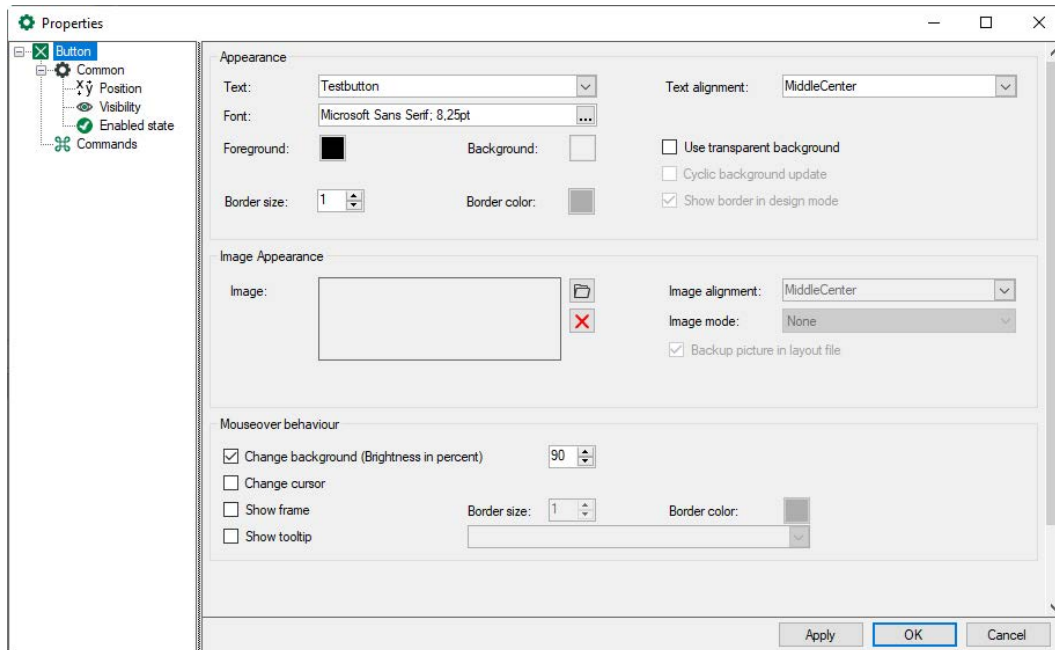 Properties
Button
Common
Position
Visibility
Enabled state
Commands
Appearance
Text: Testbutton Text alignment: MiddleCenter
Font: Microsoft Sans Serif; 8,25pt ...
Foreground: Background: Use transparent background
Cyclic background update
Border size: 1 Border color: Show border in design mode
Image Appearance
Image: Image alignment: MiddleCenter
Image mode: None
Backup picture in layout file
Mouseover behaviour
Change background (Brightness in percent) 90
Change cursor
Show frame Border size: 1 Border color:
Show tooltip
Apply OK Cancel